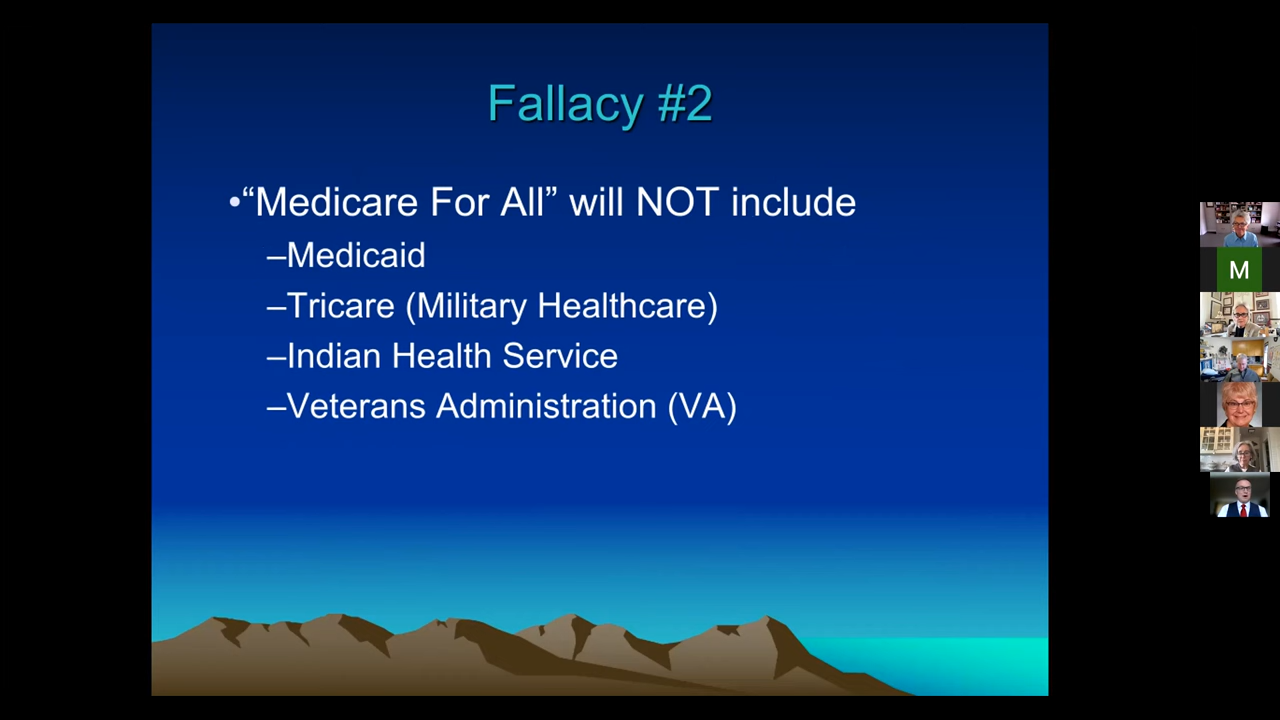 Fallacy #2
•“Medicare For All” will NOT include
–Medicaid
–Tricare (Military Healthcare)
–Indian Health Service
–Veterans Administration (VA)
M